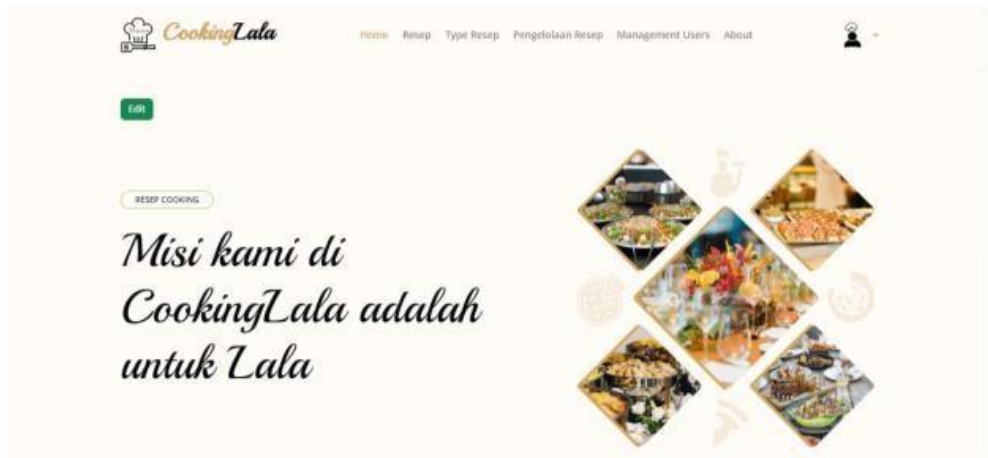 CookingLala
Home Resep Type Resep Pengelolaan Resep Management Users About
Edit
RESEP COOKING
Misi kami di
CookingLala adalah
untuk Lala